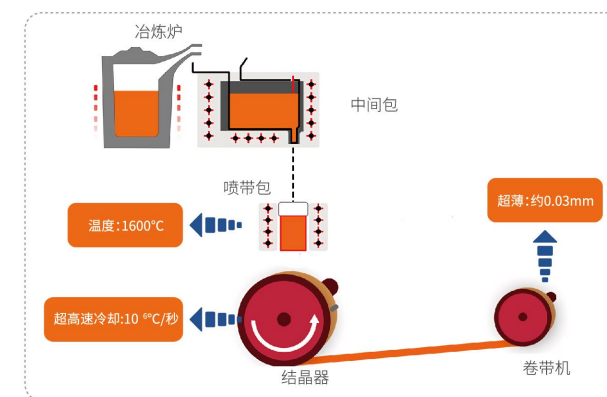 冶炼炉
中间包
喷带包
温度:1600℃
超薄:约0.03mm
超高速冷却:10 ⁶℃/秒
结晶器
卷带机